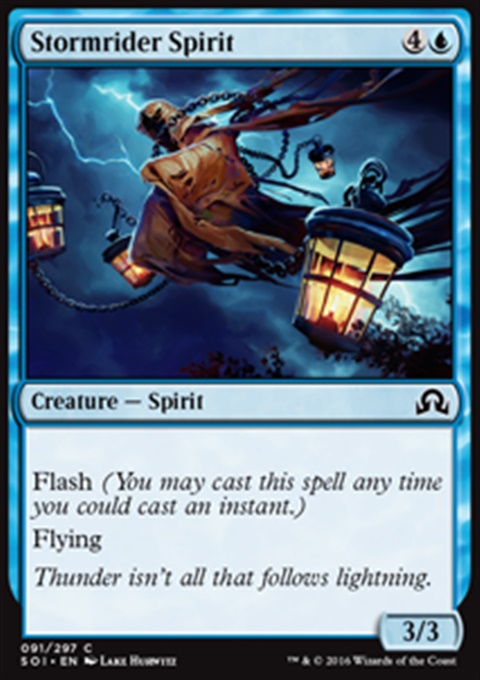 Stormrider Spirit 4
Creature — Spirit
Flash (You may cast this spell any time
you could cast an instant.)
Flying
Thunder isn't all that follows lightning.
3/3
091/297 C
SOI • EN Lake Hurwitz
™ & © 2016 Wizards of the Coast